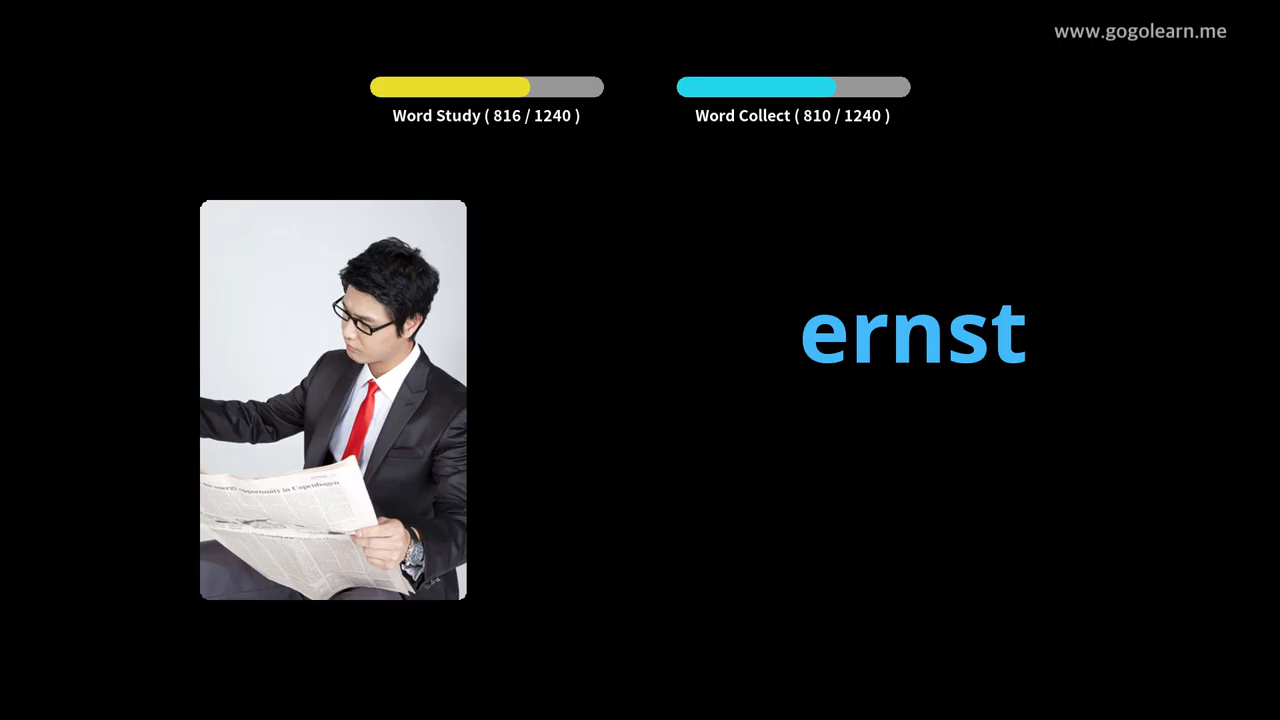 www.gogolearn.me
Word Study ( 816 / 1240 )
Word Collect ( 810 / 1240 )
ernst
opportunity in Copenhagen